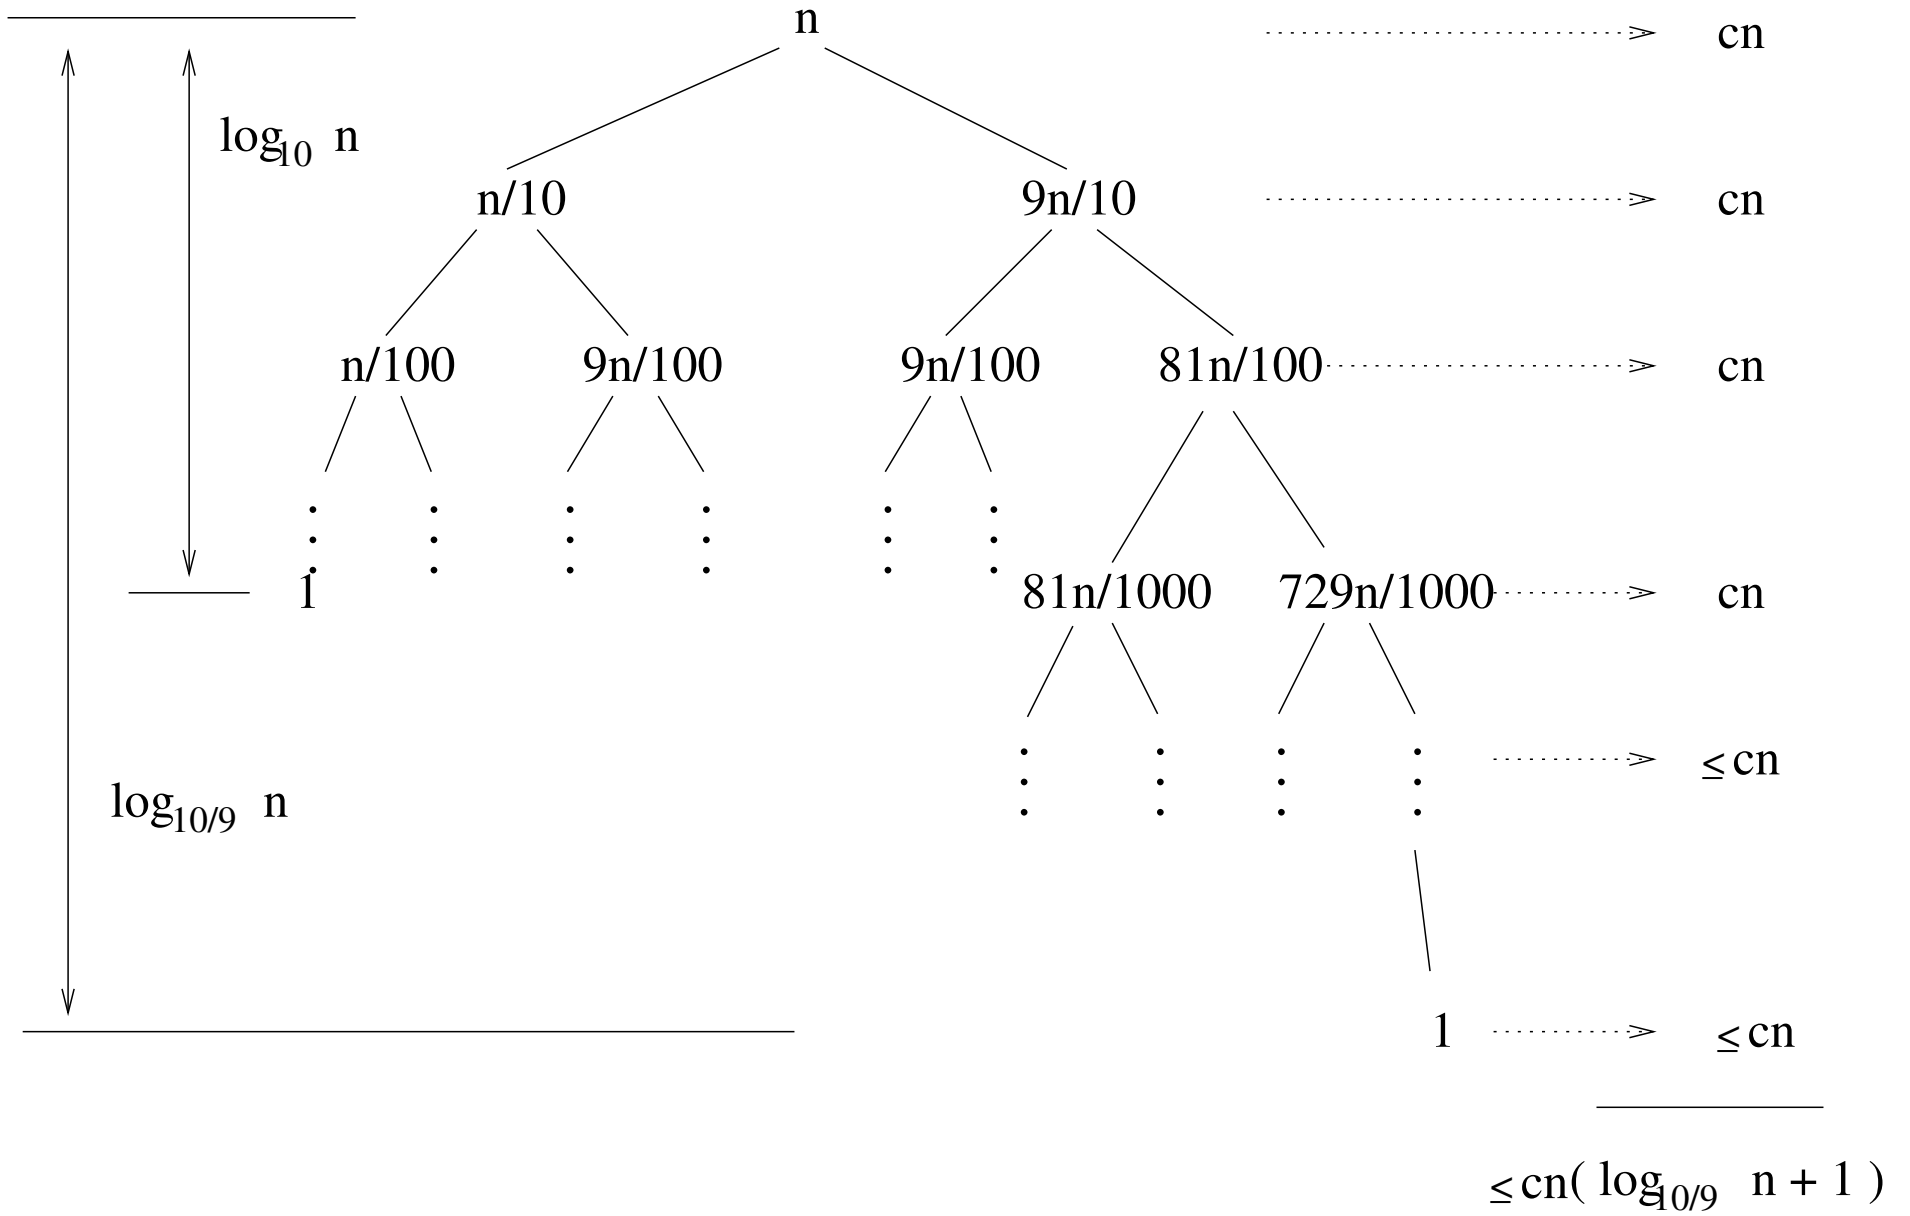 n cn
log₁₀ n
n/10 9n/10 cn
n/100 9n/100 9n/100 81n/100 cn
1 81n/1000 729n/1000 cn
≤cn
log₁₀/₉ n
1 ≤cn
≤cn( log₁₀/₉ n + 1 )